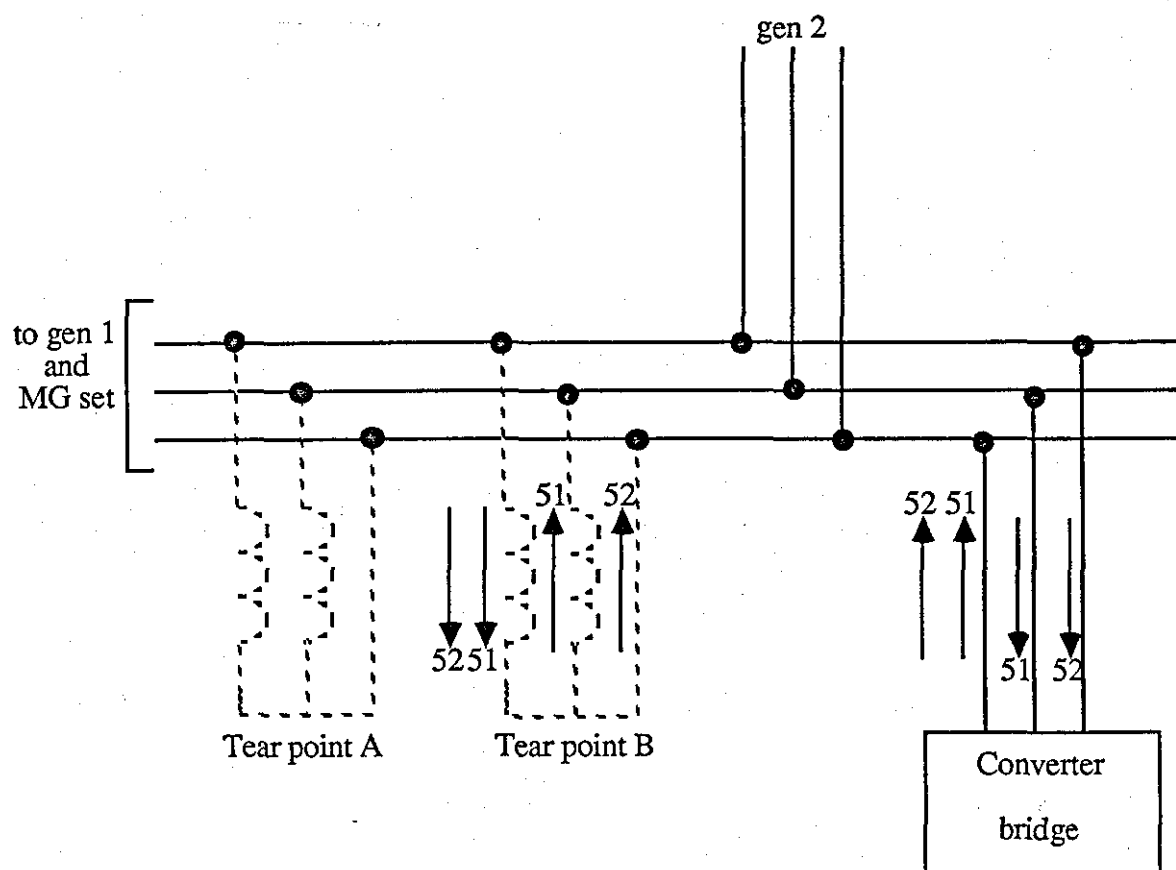 gen 2
to gen 1
and
MG set
51
52
52 51
52 51
51
52
Tear point A
Tear point B
Converter
bridge